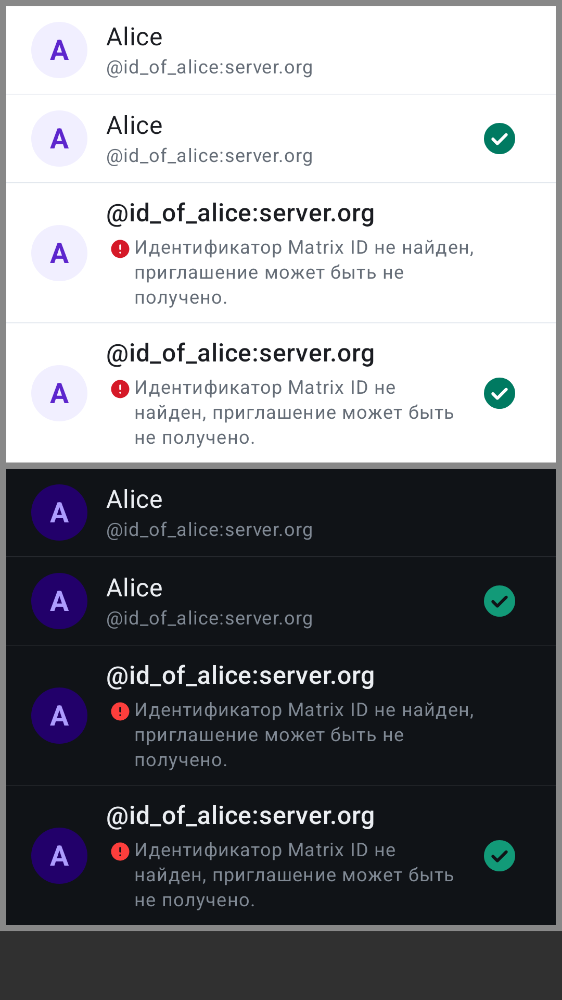 A
Alice
@id_of_alice:server.org
A
Alice
@id_of_alice:server.org
A
@id_of_alice:server.org
Идентификатор Matrix ID не найден,
приглашение может быть не
получено.
A
@id_of_alice:server.org
Идентификатор Matrix ID не
найден, приглашение может быть
не получено.
A
Alice
@id_of_alice:server.org
A
Alice
@id_of_alice:server.org
A
@id_of_alice:server.org
Идентификатор Matrix ID не найден,
приглашение может быть не
получено.
A
@id_of_alice:server.org
Идентификатор Matrix ID не
найден, приглашение может быть
не получено.